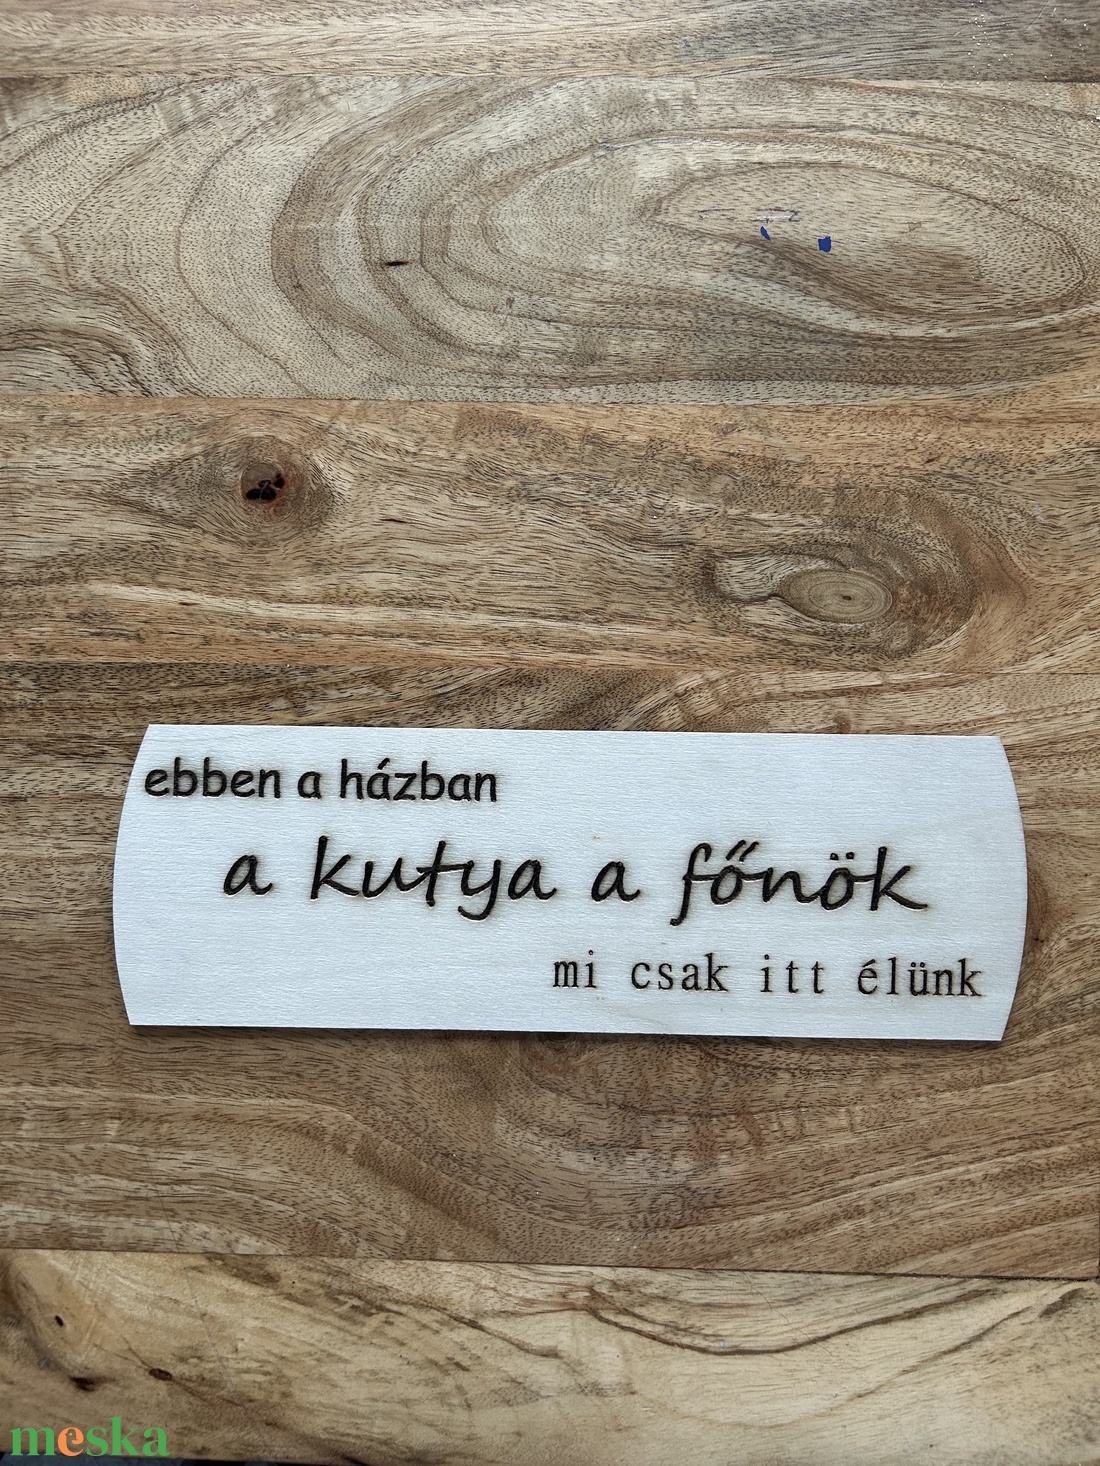 ebben a házban
a kutya a főnök
mi csak itt élünk
meska